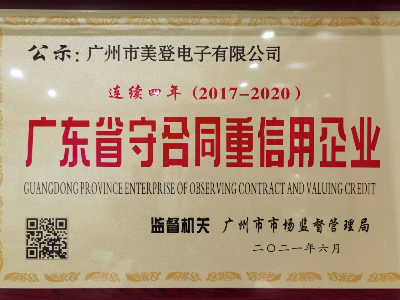 公示:广州市美登电子有限公司
连续四年(2017-2020)
广东省守合同重信用企业
GUANGDONG PROVINCE ENTERPRISE OF OBSERVING CONTRACT AND VALUING CREDIT
监督机关 广州市市场监督管理局
二〇二一年六月